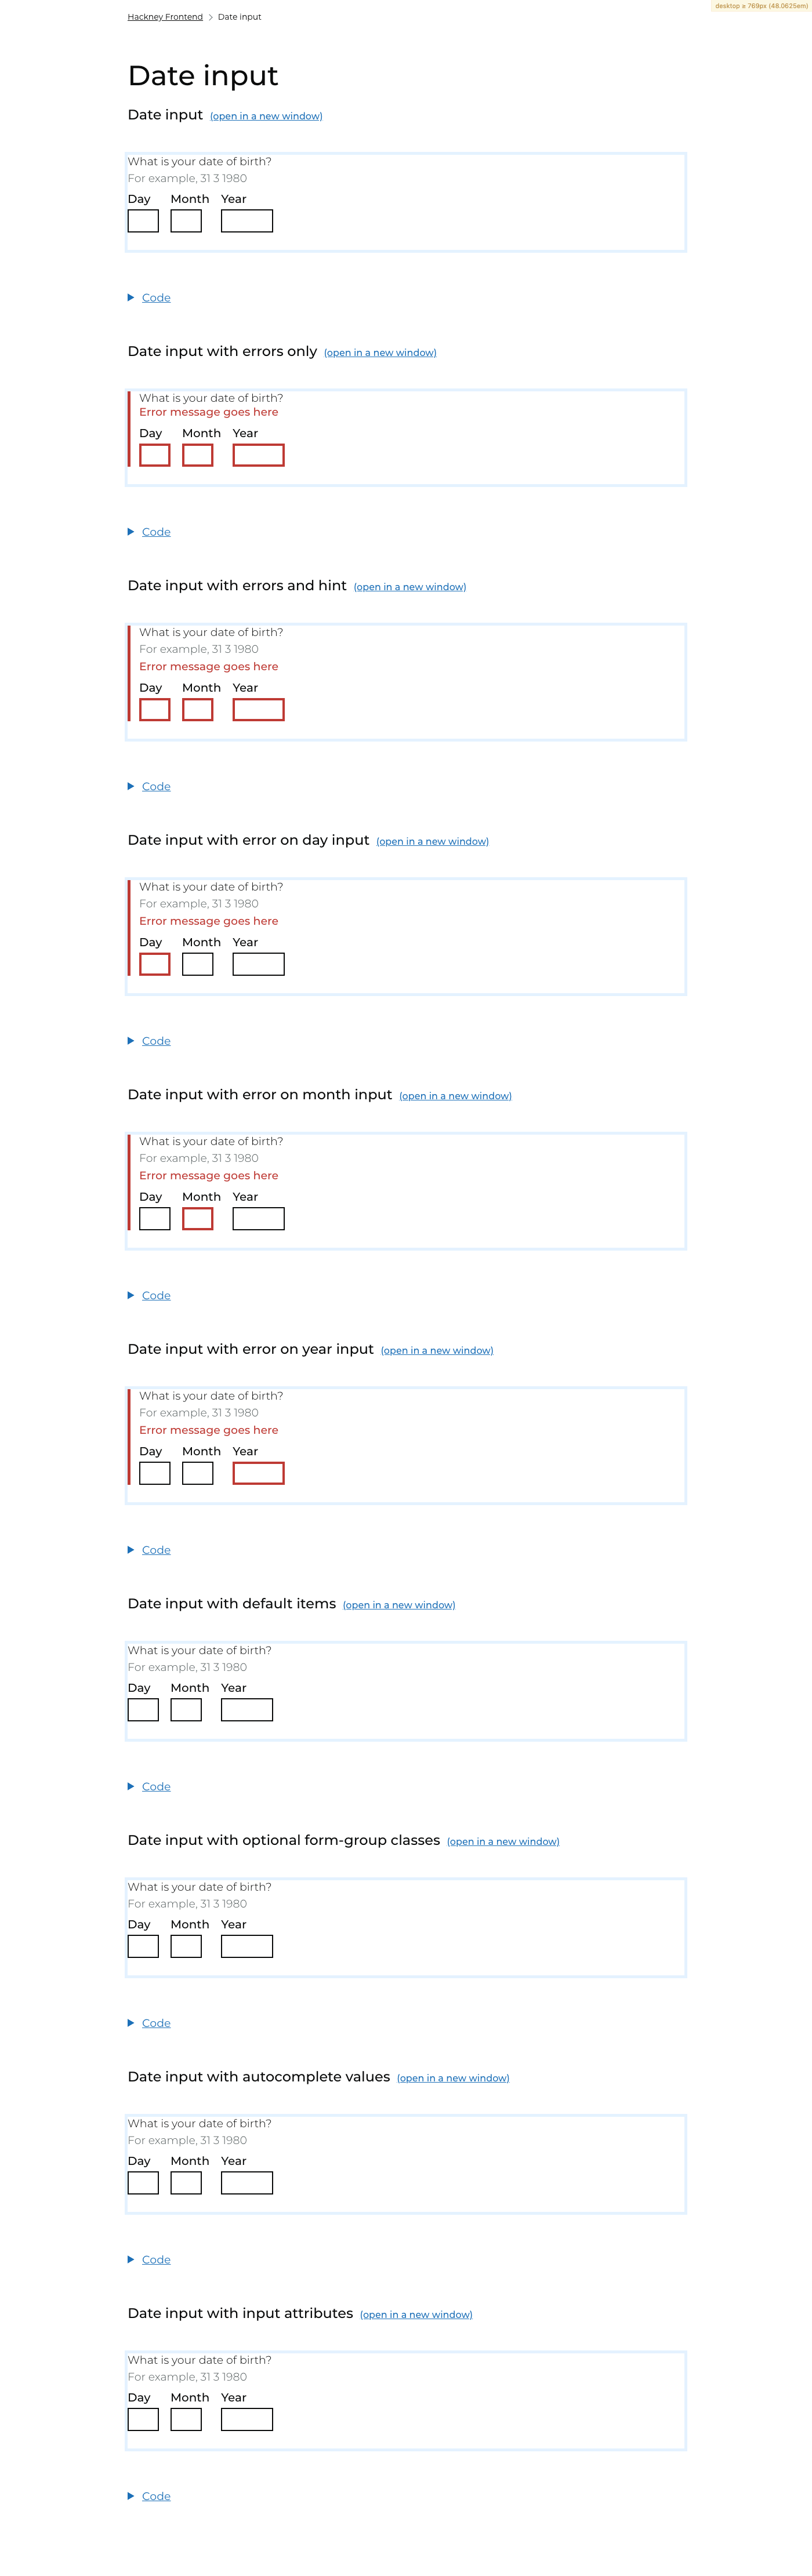 Hackney Frontend Date input
desktop ≥ 769px (48.0625em)
Date input
Date input (open in a new window)
What is your date of birth?
For example, 31 3 1980
Day Month Year
Code
Date input with errors only (open in a new window)
What is your date of birth?
Error message goes here
Day Month Year
Code
Date input with errors and hint (open in a new window)
What is your date of birth?
For example, 31 3 1980
Error message goes here
Day Month Year
Code
Date input with error on day input (open in a new window)
What is your date of birth?
For example, 31 3 1980
Error message goes here
Day Month Year
Code
Date input with error on month input (open in a new window)
What is your date of birth?
For example, 31 3 1980
Error message goes here
Day Month Year
Code
Date input with error on year input (open in a new window)
What is your date of birth?
For example, 31 3 1980
Error message goes here
Day Month Year
Code
Date input with default items (open in a new window)
What is your date of birth?
For example, 31 3 1980
Day Month Year
Code
Date input with optional form-group classes (open in a new window)
What is your date of birth?
For example, 31 3 1980
Day Month Year
Code
Date input with autocomplete values (open in a new window)
What is your date of birth?
For example, 31 3 1980
Day Month Year
Code
Date input with input attributes (open in a new window)
What is your date of birth?
For example, 31 3 1980
Day Month Year
Code